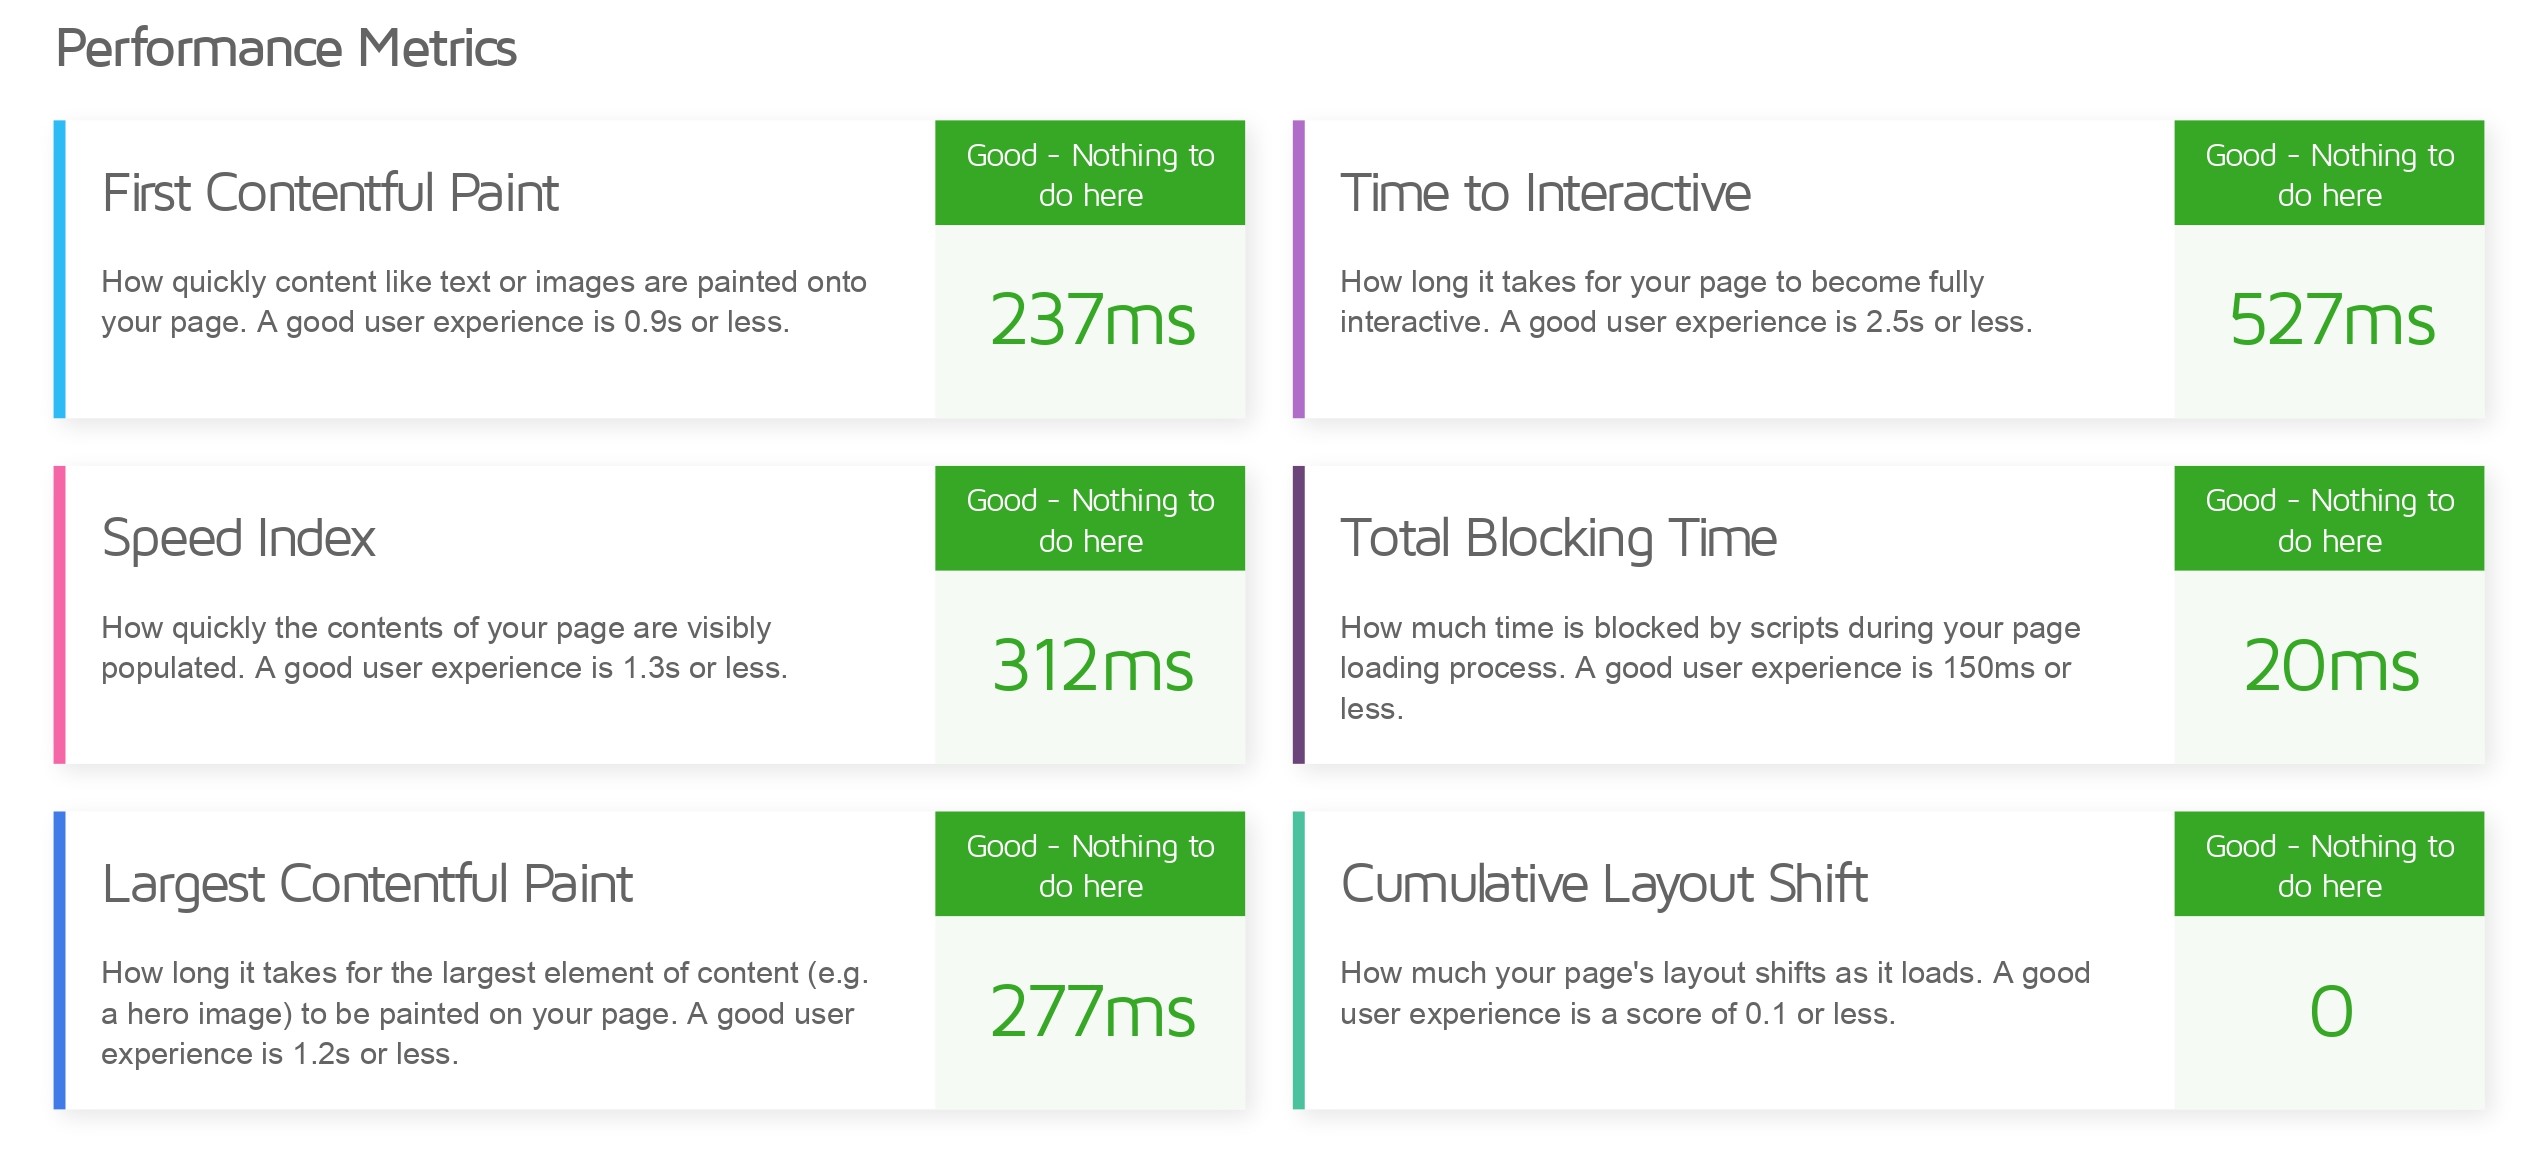 Performance Metrics
First Contentful Paint
How quickly content like text or images are painted onto
your page. A good user experience is 0.9s or less.
Good - Nothing to
do here
237ms
Time to Interactive
How long it takes for your page to become fully
interactive. A good user experience is 2.5s or less.
Good - Nothing to
do here
527ms
Speed Index
How quickly the contents of your page are visibly
populated. A good user experience is 1.3s or less.
Good - Nothing to
do here
312ms
Total Blocking Time
How much time is blocked by scripts during your page
loading process. A good user experience is 150ms or
less.
Good - Nothing to
do here
20ms
Largest Contentful Paint
How long it takes for the largest element of content (e.g.
a hero image) to be painted on your page. A good user
experience is 1.2s or less.
Good - Nothing to
do here
277ms
Cumulative Layout Shift
How much your page's layout shifts as it loads. A good
user experience is a score of 0.1 or less.
Good - Nothing to
do here
0